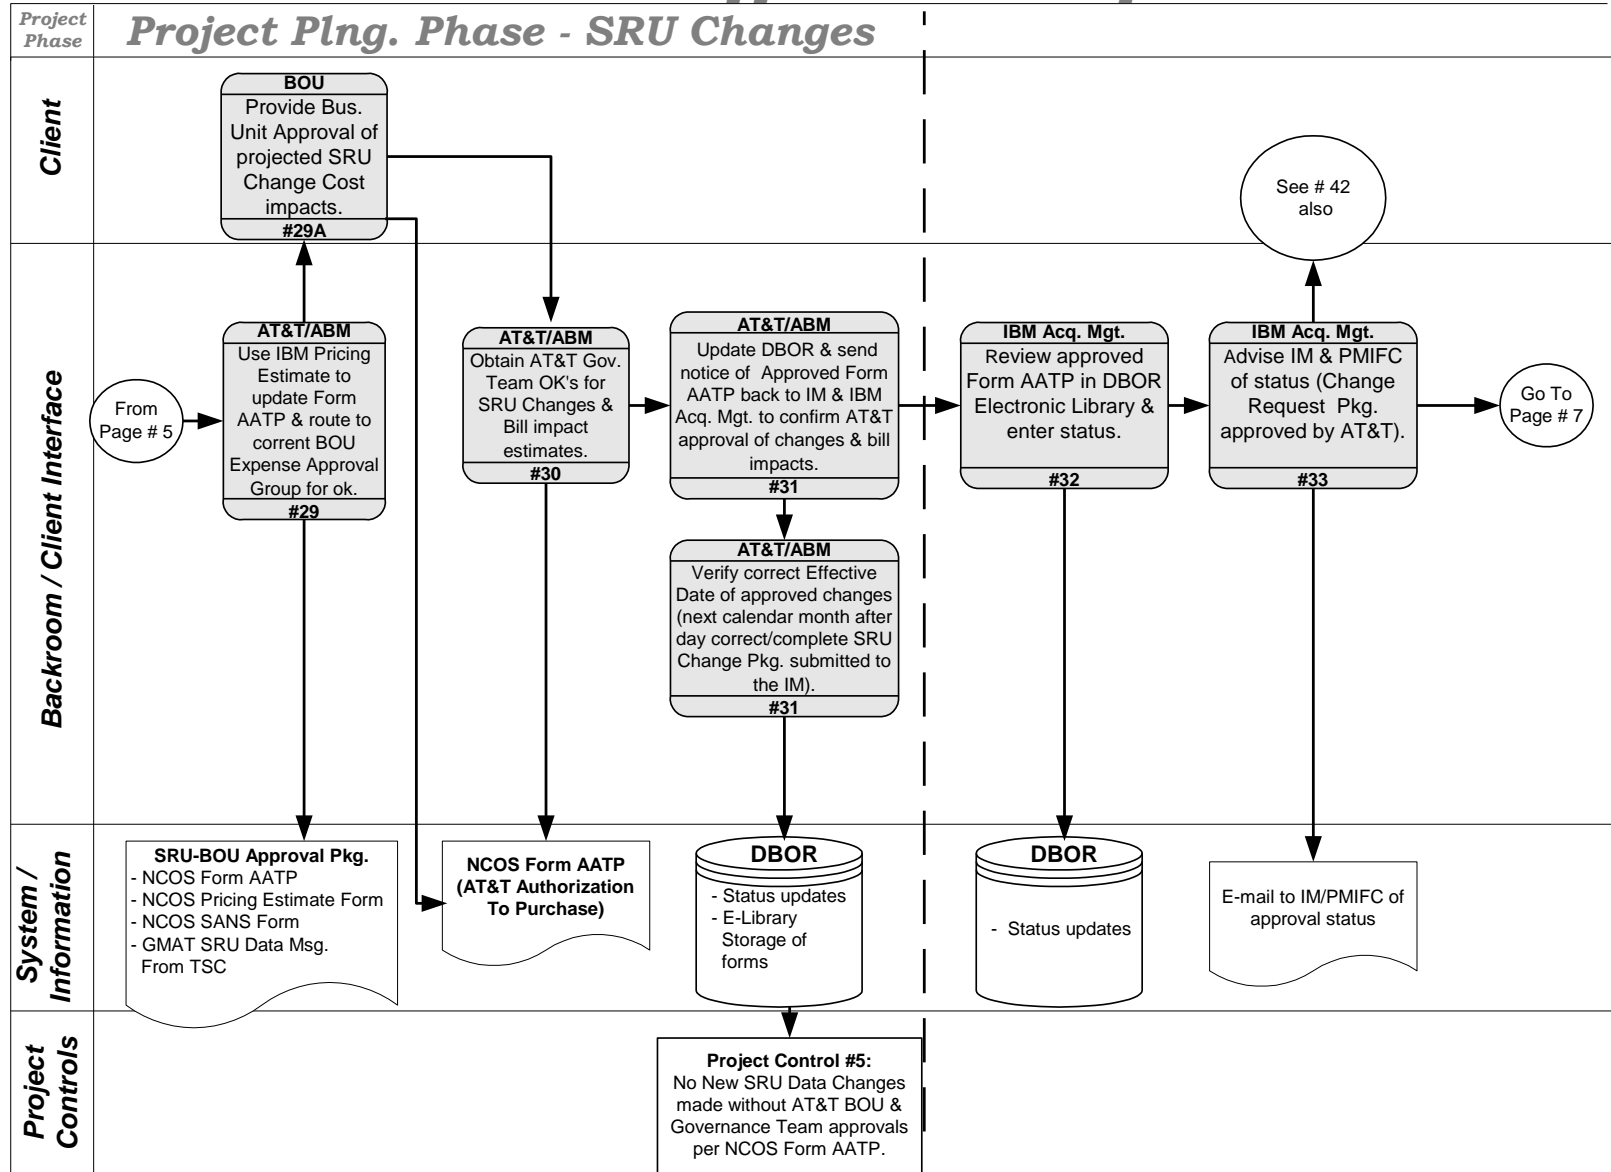 Project
Phase
Project Plng. Phase - SRU Changes
Client
BOU
Provide Bus.
Unit Approval of
projected SRU
Change Cost
impacts.
#29A
See # 42
also
Backroom / Client Interface
From
Page # 5
AT&T/ABM
Use IBM Pricing
Estimate to
update Form
AATP & route to
corrent BOU
Expense Approval
Group for ok.
#29
AT&T/ABM
Obtain AT&T Gov.
Team OK's for
SRU Changes &
Bill impact
estimates.
#30
AT&T/ABM
Update DBOR & send
notice of Approved Form
AATP back to IM & IBM
Acq. Mgt. to confirm AT&T
approval of changes & bill
impacts.
#31
AT&T/ABM
Verify correct Effective
Date of approved changes
(next calendar month after
day correct/complete SRU
Change Pkg. submitted to
the IM).
#31
IBM Acq. Mgt.
Review approved
Form AATP in DBOR
Electronic Library &
enter status.
#32
IBM Acq. Mgt.
Advise IM & PMIFC
of status (Change
Request Pkg.
approved by AT&T).
#33
Go To
Page # 7
System /
Information
SRU-BOU Approval Pkg.
- NCOS Form AATP
- NCOS Pricing Estimate Form
- NCOS SANS Form
- GMAT SRU Data Msg.
From TSC
NCOS Form AATP
(AT&T Authorization
To Purchase)
DBOR
- Status updates
- E-Library
Storage of
forms
DBOR
- Status updates
E-mail to IM/PMIFC of
approval status
Project
Controls
Project Control #5:
No New SRU Data Changes
made without AT&T BOU &
Governance Team approvals
per NCOS Form AATP.